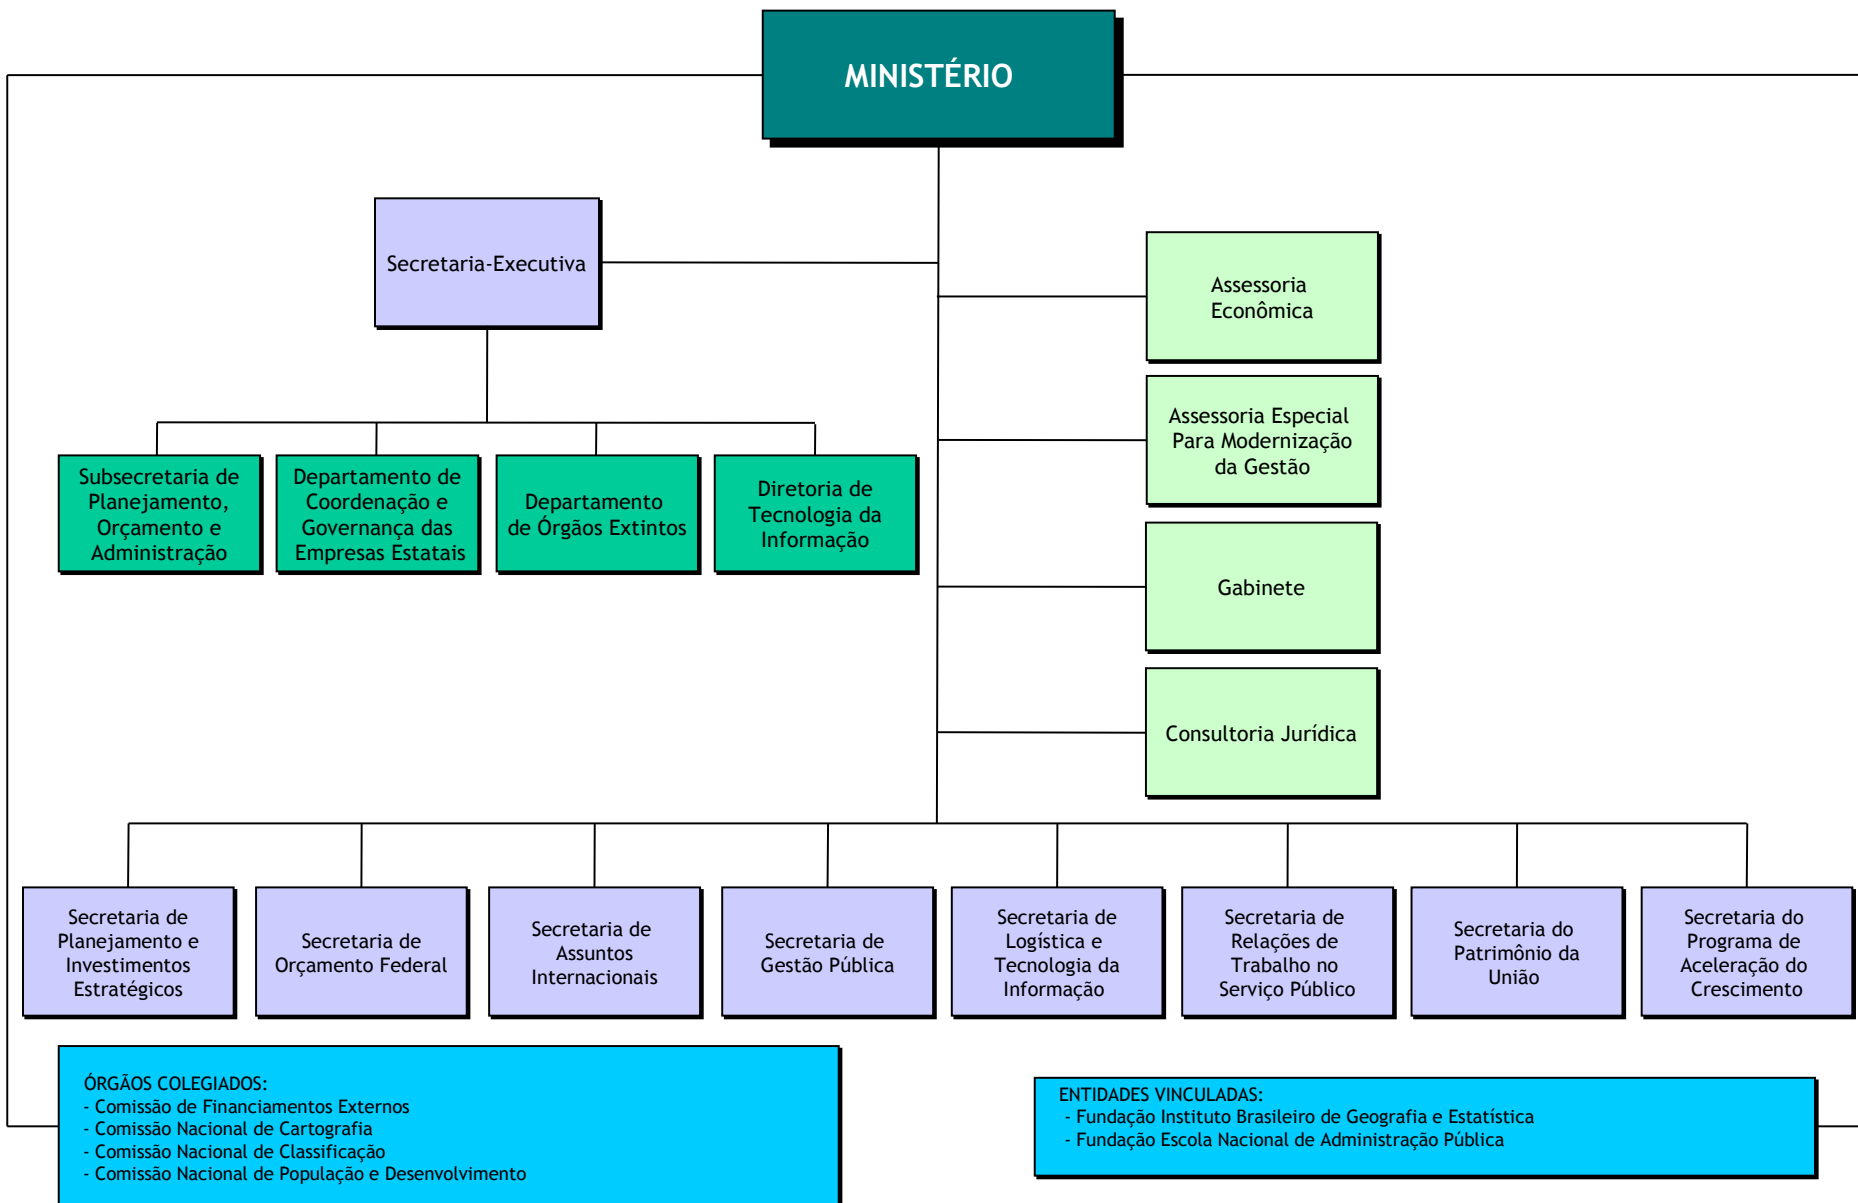 MINISTÉRIO
Secretaria-Executiva
Assessoria
Econômica
Assessoria Especial
Para Modernização
da Gestão
Subsecretaria de
Planejamento,
Orçamento e
Administração
Departamento de
Coordenação e
Governança das
Empresas Estatais
Departamento
de Órgãos Extintos
Diretoria de
Tecnologia da
Informação
Gabinete
Consultoria Jurídica
Secretaria de
Planejamento e
Investimentos
Estratégicos
Secretaria de
Orçamento Federal
Secretaria de
Assuntos
Internacionais
Secretaria de
Gestão Pública
Secretaria de
Logística e
Tecnologia da
Informação
Secretaria de
Relações de
Trabalho no
Serviço Público
Secretaria do
Patrimônio da
União
Secretaria do
Programa de
Aceleração do
Crescimento
ÓRGÃOS COLEGIADOS:
- Comissão de Financiamentos Externos
- Comissão Nacional de Cartografia
- Comissão Nacional de Classificação
- Comissão Nacional de População e Desenvolvimento
ENTIDADES VINCULADAS:
- Fundação Instituto Brasileiro de Geografia e Estatística
- Fundação Escola Nacional de Administração Pública